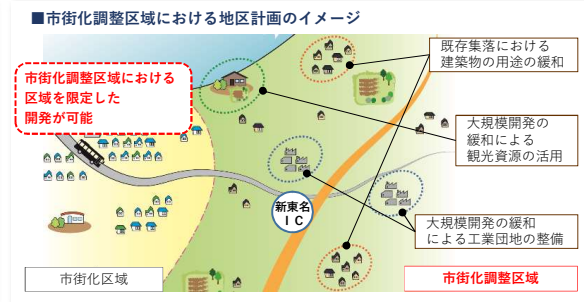 ■市街化調整区域における地区計画のイメージ
市街化調整区域における
区域を限定した
開発が可能
既存集落における
建築物の用途の緩和
大規模開発の
緩和による
観光資源の活用
新東名
IC
大規模開発の緩和
による工業団地の整備
市街化区域
市街化調整区域